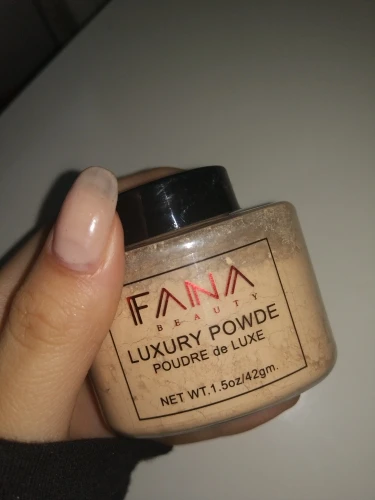 FANA
BEAUTY
LUXURY POWDE
POUDRE de LUXE
NET WT.1.5oz/42gm.